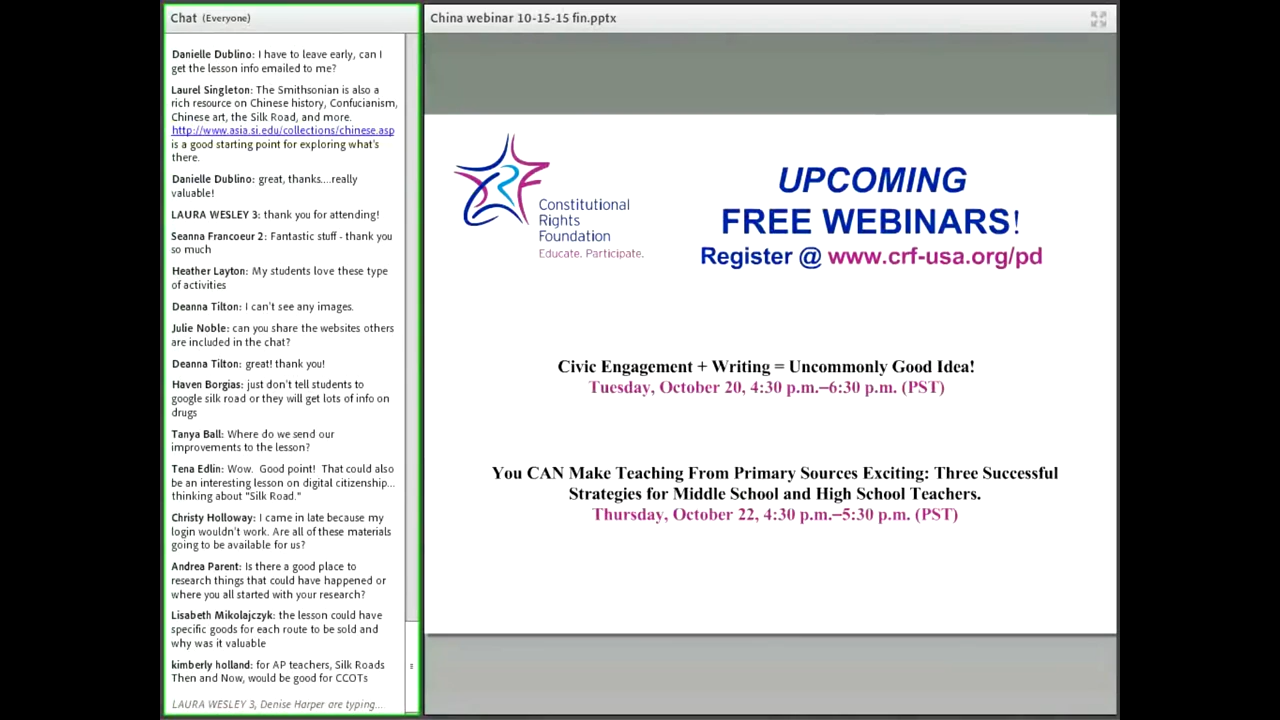 Chat (Everyone)
Danielle Dublino: I have to leave early, can I
get the lesson info emailed to me?
Laurel Singleton: The Smithsonian is also a
rich resource on Chinese history, Confucianism,
Chinese art, the Silk Road, and more.
http://www.asia.si.edu/collections/chinese.asp
is a good starting point for exploring what's
there.
Danielle Dublino: great, thanks....really
valuable!
LAURA WESLEY 3: thank you for attending!
Seanna Francoeur 2: Fantastic stuff - thank you
so much
Heather Layton: My students love these type
of activities
Deanna Tilton: I can't see any images.
Julie Noble: can you share the websites others
are included in the chat?
Deanna Tilton: great! thank you!
Haven Borgias: just don't tell students to
google silk road or they will get lots of info on
drugs
Tanya Ball: Where do we send our
improvements to the lesson?
Tena Edlin: Wow.  Good point!  That could also
be an interesting lesson on digital citizenship...
thinking about "Silk Road."
Christy Holloway: I came in late because my
login wouldn't work. Are all of these materials
going to be available for us?
Andrea Parent: Is there a good place to
research things that could have happened or
where you all started with your research?
Lisabeth Mikolajczyk: the lesson could have
specific goods for each route to be sold and
why was it valuable
kimberly holland: for AP teachers, Silk Roads
Then and Now, would be good for CCOTs
LAURA WESLEY 3, Denise Harper are typing...
China webinar 10-15-15 fin.pptx
CRF
Constitutional
Rights
Foundation
Educate. Participate.
UPCOMING
FREE WEBINARS!
Register @ www.crf-usa.org/pd
Civic Engagement + Writing = Uncommonly Good Idea!
Tuesday, October 20, 4:30 p.m.–6:30 p.m. (PST)
You CAN Make Teaching From Primary Sources Exciting: Three Successful
Strategies for Middle School and High School Teachers.
Thursday, October 22, 4:30 p.m.–5:30 p.m. (PST)